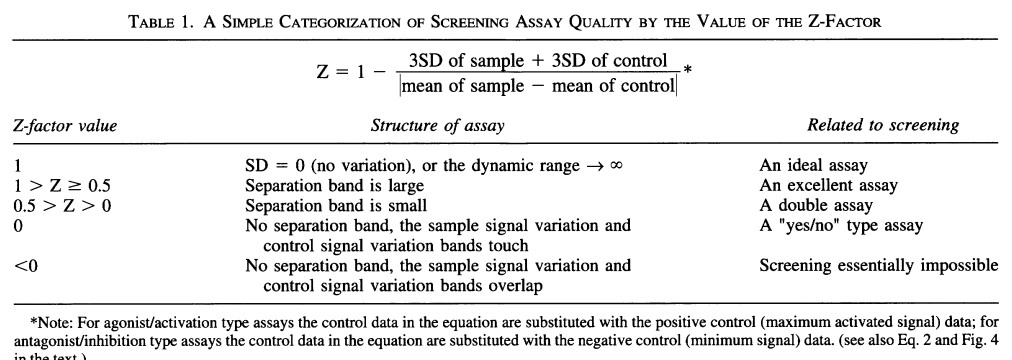 TABLE 1. A SIMPLE CATEGORIZATION OF SCREENING ASSAY QUALITY BY THE VALUE OF THE Z-FACTOR
Z = 1 − (3SD of sample + 3SD of control) / |mean of sample − mean of control| *
Z-factor value Structure of assay Related to screening
1 SD = 0 (no variation), or the dynamic range → ∞ An ideal assay
1 > Z ≥ 0.5 Separation band is large An excellent assay
0.5 > Z > 0 Separation band is small A double assay
0 No separation band, the sample signal variation and A "yes/no" type assay
control signal variation bands touch
<0 No separation band, the sample signal variation and Screening essentially impossible
control signal variation bands overlap
*Note: For agonist/activation type assays the control data in the equation are substituted with the positive control (maximum activated signal) data; for
antagonist/inhibition type assays the control data in the equation are substituted with the negative control (minimum signal) data. (see also Eq. 2 and Fig. 4
in the text.)